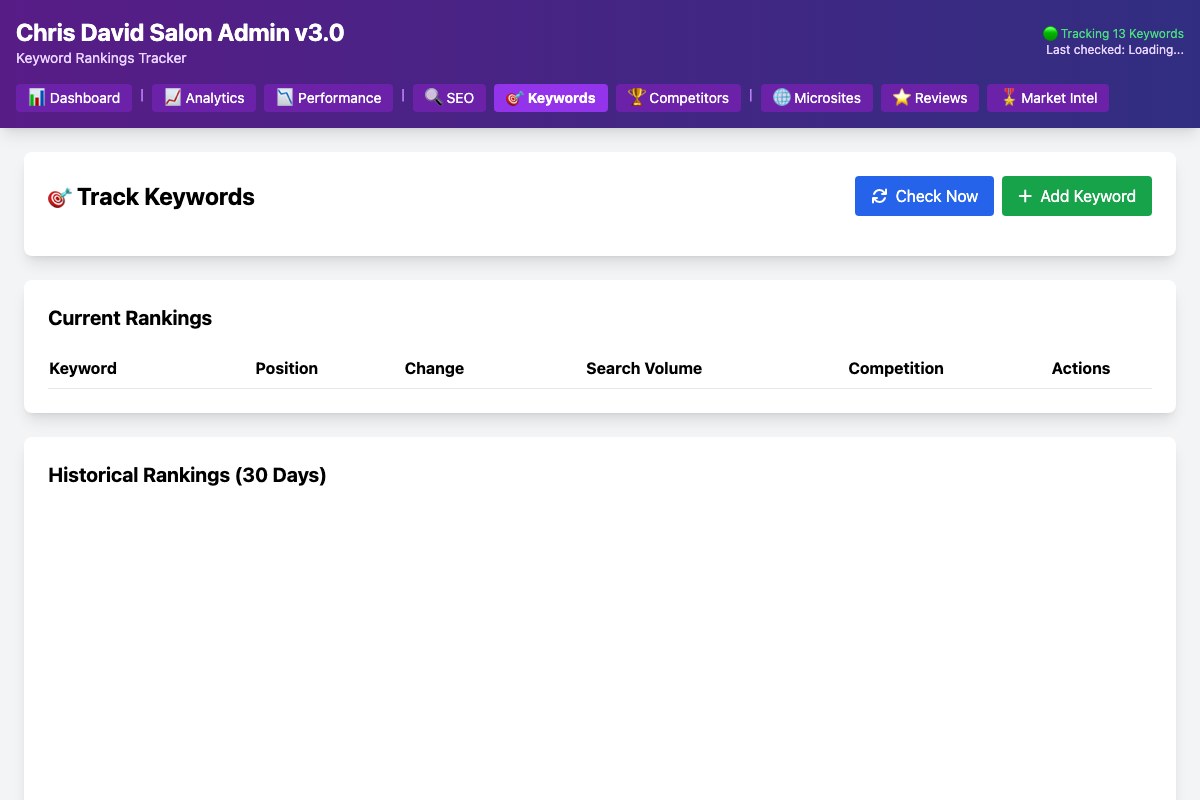 Chris David Salon Admin v3.0
Keyword Rankings Tracker
Tracking 13 Keywords
Last checked: Loading...
Dashboard | Analytics Performance | SEO Keywords Competitors | Microsites Reviews Market Intel
Track Keywords
Check Now
Add Keyword
Current Rankings
Keyword Position Change Search Volume Competition Actions
Historical Rankings (30 Days)